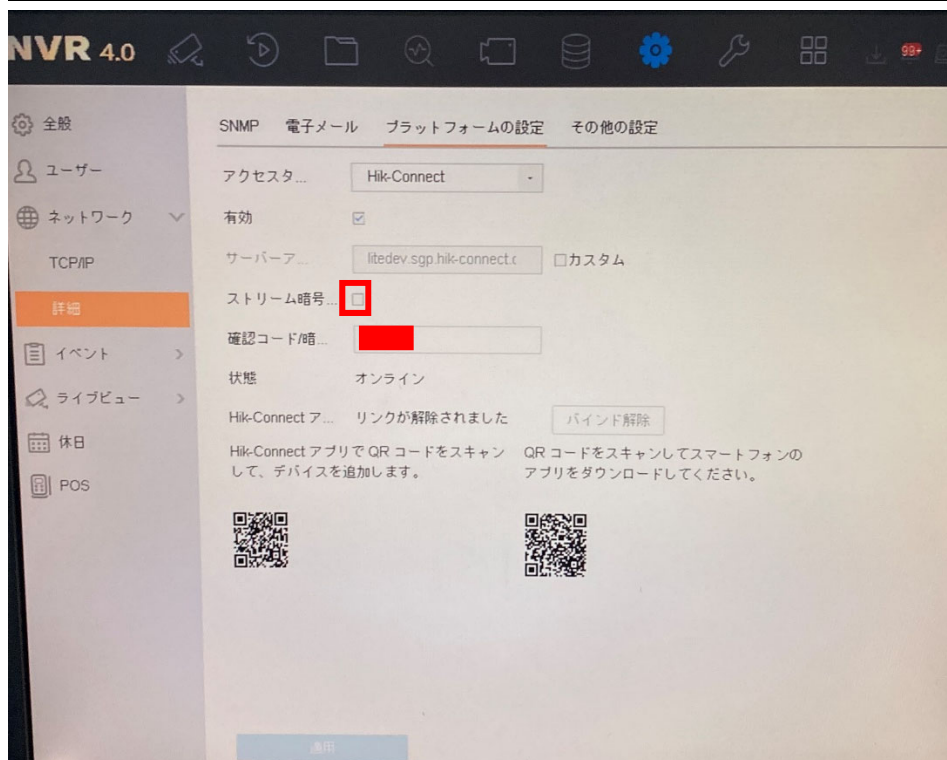 NVR 4.0
99+
全般
ユーザー
ネットワーク
TCP/IP
詳細
イベント
ライブビュー
休日
POS
SNMP 電子メール プラットフォームの設定 その他の設定
アクセスタ... Hik-Connect
有効
サーバーア... litedev.sgp.hik-connect.c カスタム
ストリーム暗号...
確認コード/暗...
状態 オンライン
Hik-Connect ア... リンクが解除されました バインド解除
Hik-Connect アプリで QR コードをスキャン
して、デバイスを追加します。
QR コードをスキャンしてスマートフォンの
アプリをダウンロードしてください。
適用